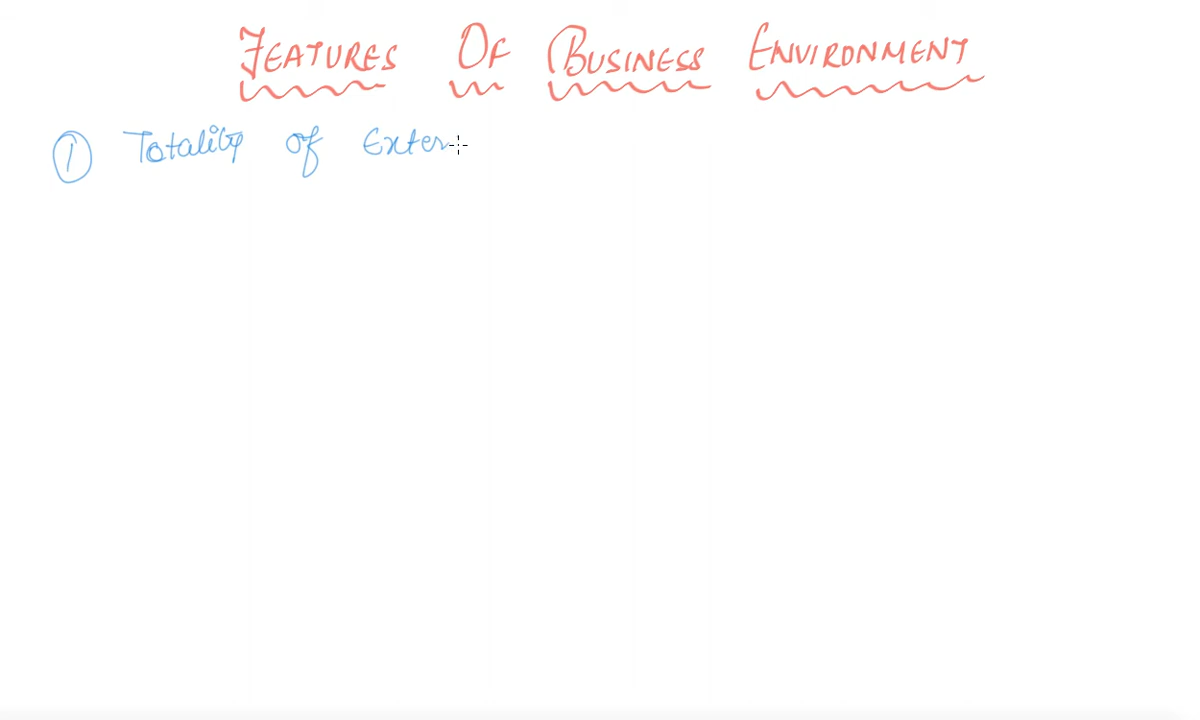 FEATURES OF BUSINESS ENVIRONMENT
① Totality of Exter